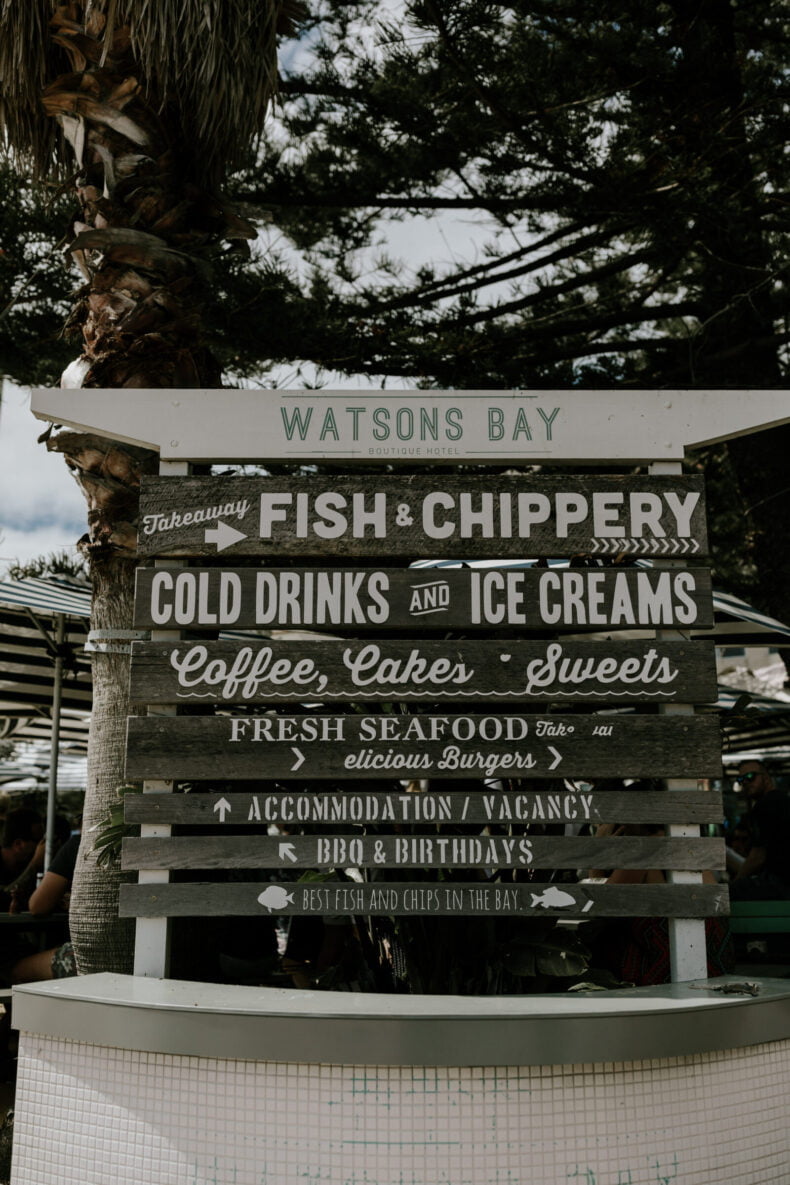 WATSONS BAY
BOUTIQUE HOTEL
Takeaway FISH & CHIPPERY
COLD DRINKS AND ICE CREAMS
Coffee, Cakes Sweets
FRESH SEAFOOD
elicious Burgers
ACCOMMODATION / VACANCY
BBQ & BIRTHDAYS
BEST FISH AND CHIPS IN THE BAY.